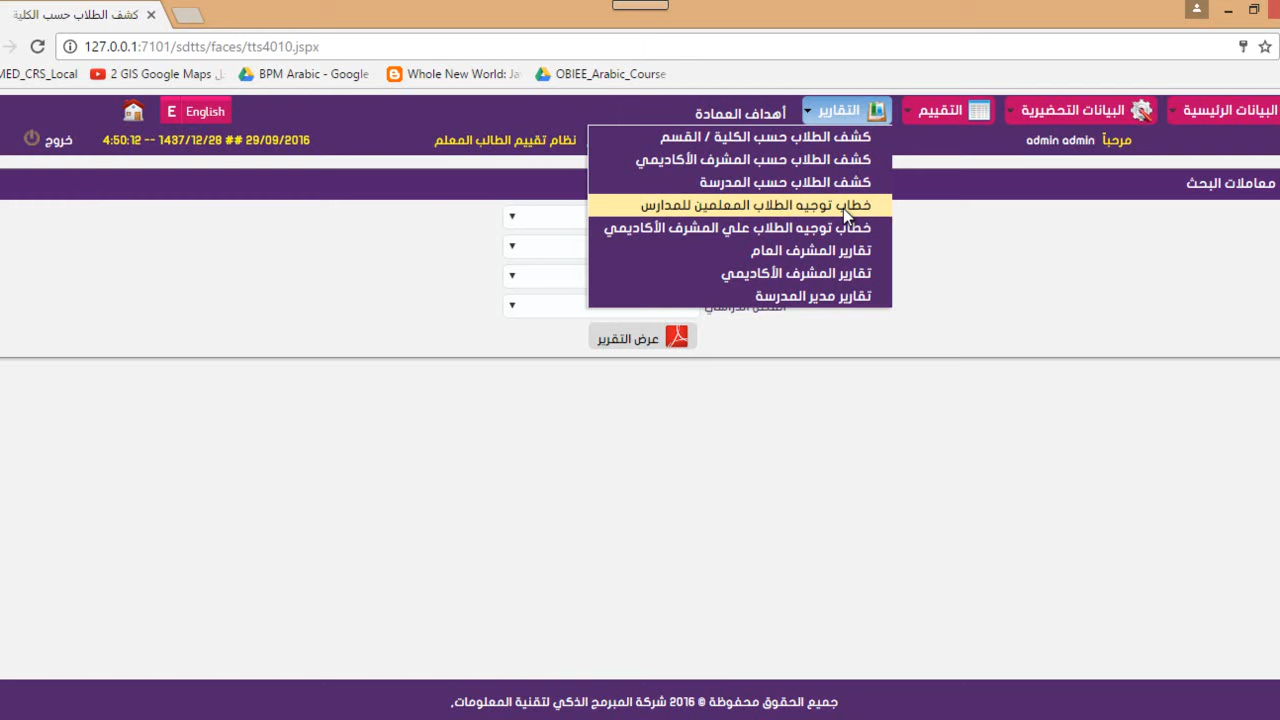 كشف الطلاب حسب الكلية
127.0.0.1:7101/sdtts/faces/tts4010.jspx
MED_CRS_Local
2 GIS Google Maps
BPM Arabic - Google
Whole New World: Ja
OBIEE_Arabic_Course
البيانات الرئيسية
البيانات التحضيرية
التقييم
التقارير
أهداف العمادة
E English
مرحباً admin admin
نظام تقييم الطالب المعلم
4:50:12 -- 1437/12/28 ## 29/09/2016
خروج
كشف الطلاب حسب الكلية / القسم
كشف الطلاب حسب المشرف الأكاديمي
كشف الطلاب حسب المدرسة
خطاب توجيه الطلاب المعلمين للمدارس
خطاب توجيه الطلاب علي المشرف الأكاديمي
تقارير المشرف العام
تقارير المشرف الأكاديمي
تقارير مدير المدرسة
معاملات البحث
عرض التقرير
جميع الحقوق محفوظة © 2016 شركة المبرمج الذكي لتقنية المعلومات,